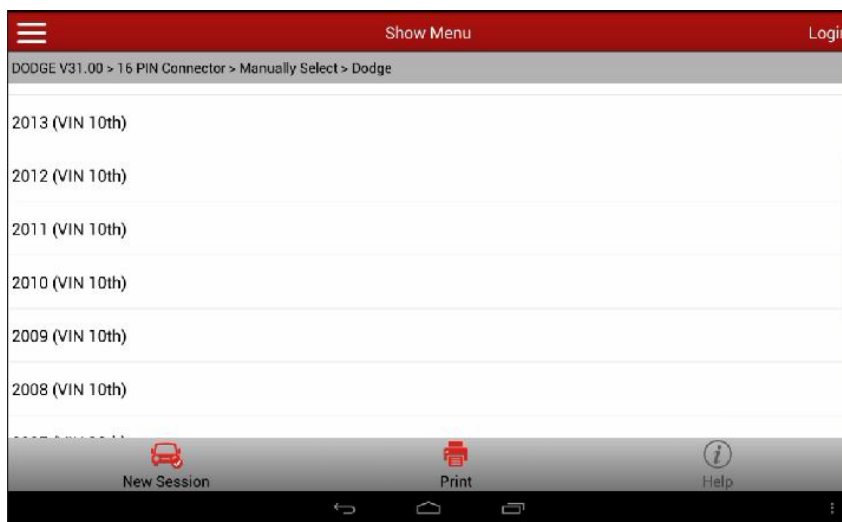 Show Menu
Login
DODGE V31.00 > 16 PIN Connector > Manually Select > Dodge
2013 (VIN 10th)
2012 (VIN 10th)
2011 (VIN 10th)
2010 (VIN 10th)
2009 (VIN 10th)
2008 (VIN 10th)
New Session
Print
Help